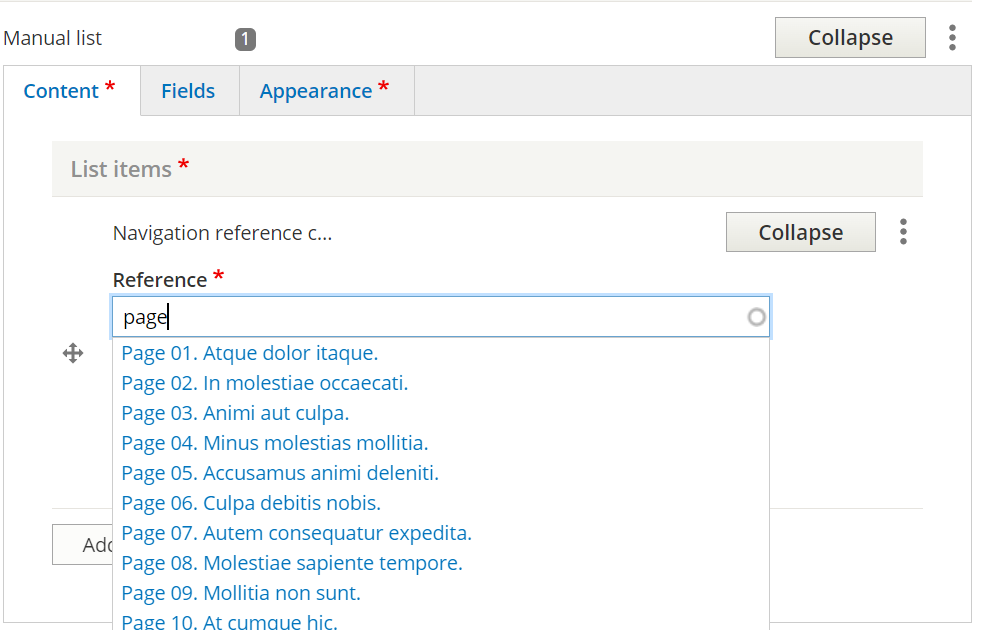 Manual list 1 Collapse
Content * Fields Appearance *
List items *
Navigation reference c... Collapse
Reference *
page
Page 01. Atque dolor itaque.
Page 02. In molestiae occaecati.
Page 03. Animi aut culpa.
Page 04. Minus molestias mollitia.
Page 05. Accusamus animi deleniti.
Page 06. Culpa debitis nobis.
Page 07. Autem consequatur expedita.
Add
Page 08. Molestiae sapiente tempore.
Page 09. Mollitia non sunt.
Page 10. At cumque hic.